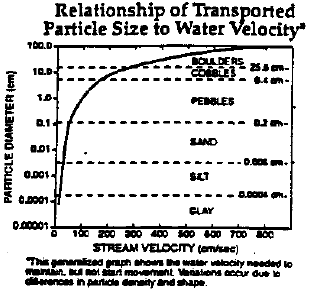 Relationship of Transported
Particle Size to Water Velocity*
PARTICLE DIAMETER (cm)
100.0
10.0
1.0
0.1
0.01
0.001
0.0001
0.00001
BOULDERS
25.6 cm
COBBLES
6.4 cm
PEBBLES
0.2 cm
SAND
0.006 cm
SILT
0.0004 cm
CLAY
0 100 200 300 400 500 600 700 800
STREAM VELOCITY (cm/sec)
*This generalized graph shows the water velocity needed to
maintain, but not start movement. Variations occur due to
differences in particle density and shape.